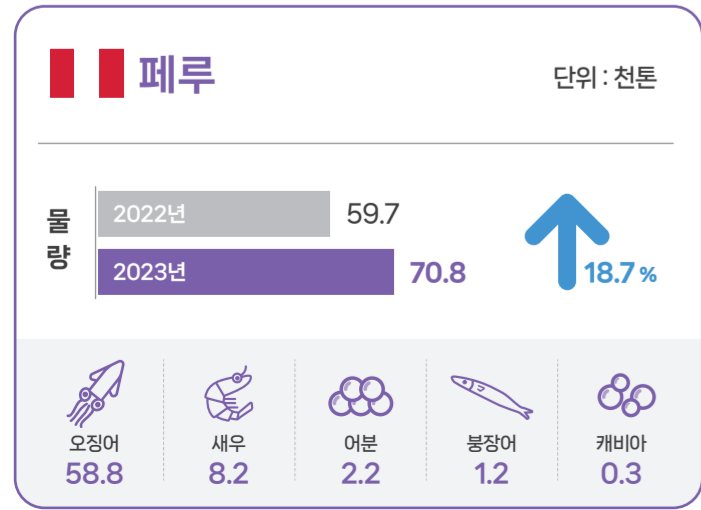 페루
단위 : 천톤
물량
2022년 59.7
2023년 70.8
18.7 %
오징어 새우 어분 붕장어 캐비아
58.8 8.2 2.2 1.2 0.3